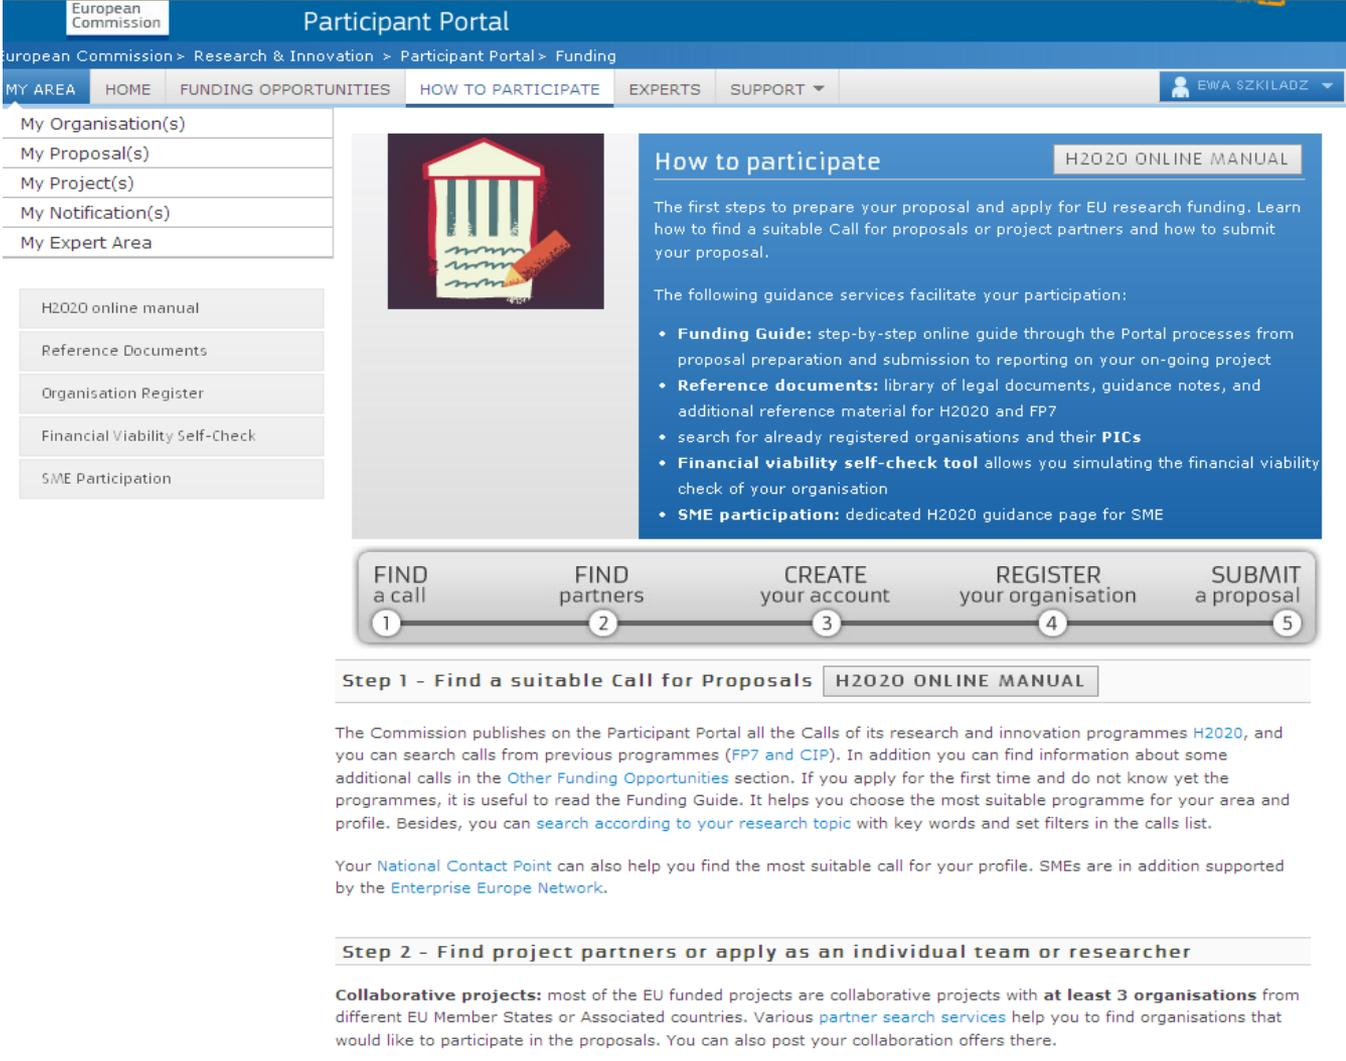 European
Commission
Participant Portal
European Commission > Research & Innovation > Participant Portal > Funding
MY AREA HOME FUNDING OPPORTUNITIES HOW TO PARTICIPATE EXPERTS SUPPORT EWA SZKILADZ
My Organisation(s)
My Proposal(s)
My Project(s)
My Notification(s)
My Expert Area
H2020 online manual
Reference Documents
Organisation Register
Financial Viability Self-Check
SME Participation
How to participate H2020 ONLINE MANUAL
The first steps to prepare your proposal and apply for EU research funding. Learn
how to find a suitable Call for proposals or project partners and how to submit
your proposal.
The following guidance services facilitate your participation:
• Funding Guide: step-by-step online guide through the Portal processes from
proposal preparation and submission to reporting on your on-going project
• Reference documents: library of legal documents, guidance notes, and
additional reference material for H2020 and FP7
• search for already registered organisations and their PICs
• Financial viability self-check tool allows you simulating the financial viability
check of your organisation
• SME participation: dedicated H2020 guidance page for SME
FIND FIND CREATE REGISTER SUBMIT
a call partners your account your organisation a proposal
1 2 3 4 5
Step 1 - Find a suitable Call for Proposals H2020 ONLINE MANUAL
The Commission publishes on the Participant Portal all the Calls of its research and innovation programmes H2020, and
you can search calls from previous programmes (FP7 and CIP). In addition you can find information about some
additional calls in the Other Funding Opportunities section. If you apply for the first time and do not know yet the
programmes, it is useful to read the Funding Guide. It helps you choose the most suitable programme for your area and
profile. Besides, you can search according to your research topic with key words and set filters in the calls list.
Your National Contact Point can also help you find the most suitable call for your profile. SMEs are in addition supported
by the Enterprise Europe Network.
Step 2 - Find project partners or apply as an individual team or researcher
Collaborative projects: most of the EU funded projects are collaborative projects with at least 3 organisations from
different EU Member States or Associated countries. Various partner search services help you to find organisations that
would like to participate in the proposals. You can also post your collaboration offers there.